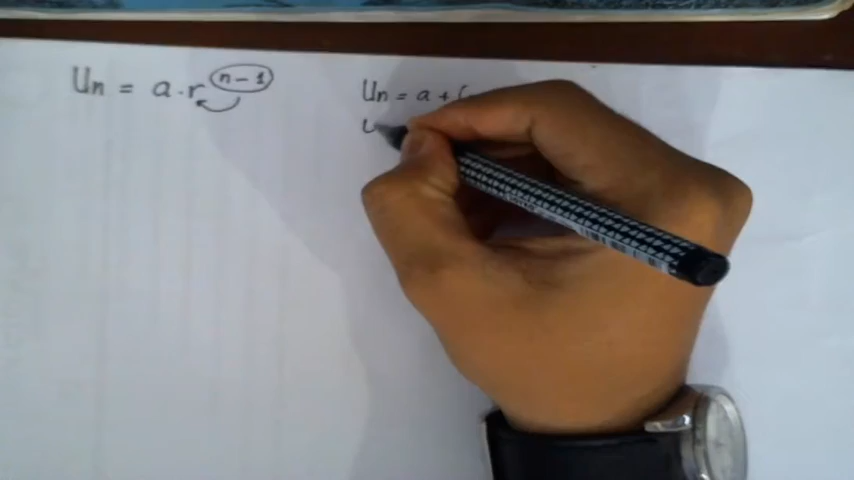 Un = a · r^(n-1)
Un = a + (
U